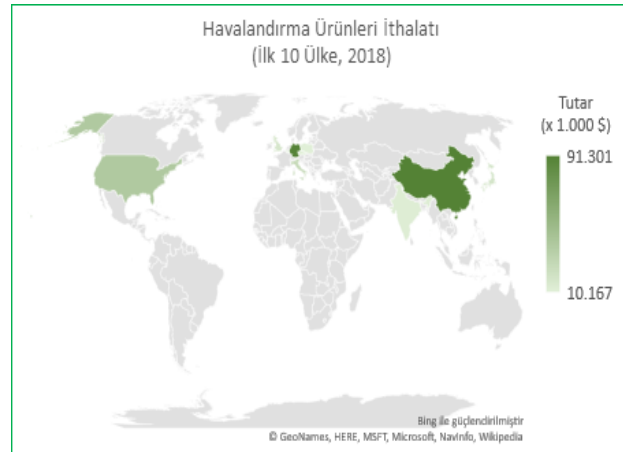 Havalandırma Ürünleri İthalatı
(İlk 10 Ülke, 2018)
Tutar
(x 1.000 $)
91.301
10.167
Bing ile güçlendirilmiştir
© GeoNames, HERE, MSFT, Microsoft, NavInfo, Wikipedia